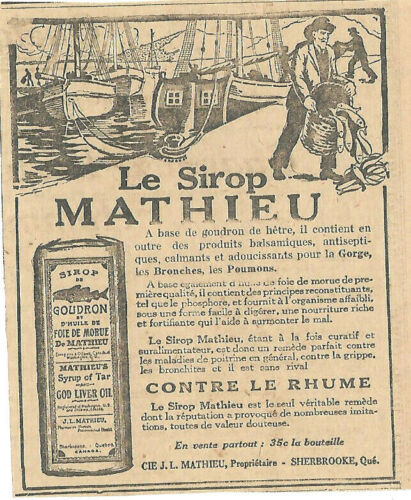 Le Sirop
MATHIEU
A base de goudron de hêtre, il contient en
outre des produits balsamiques, antisepti-
ques, calmants et adoucissants pour la Gorge,
les Bronches, les Poumons.
A base également d'huile de foie de morue de pre-
mière qualité, il contient des principes reconstituants,
tel que le phosphore, et fournit à l'organisme affaibli,
sous une forme facile à digérer, une nourriture riche
et fortifiante qui l'aide à surmonter le mal.
Le Sirop Mathieu, étant à la fois curatif et
suralimentateur, est donc un remède parfait contre
les maladies de poitrine en général, contre la grippe,
les bronchites et il est sans rival
CONTRE LE RHUME
Le Sirop Mathieu est le seul véritable remède
dont la réputation a provoqué de nombreuses imita-
tions, toutes de valeur douteuse.
En vente partout : 35c la bouteille
CIE J. L. MATHIEU, Propriétaire - SHERBROOKE, Qué.
SIROP
DE
GOUDRON
ET
D'HUILE DE
FOIE DE MORUE
De MATHIEU
MATHIEU'S
Syrup of Tar
COD LIVER OIL
J. L. MATHIEU,
Sherbrooke, Quebec
CANADA.